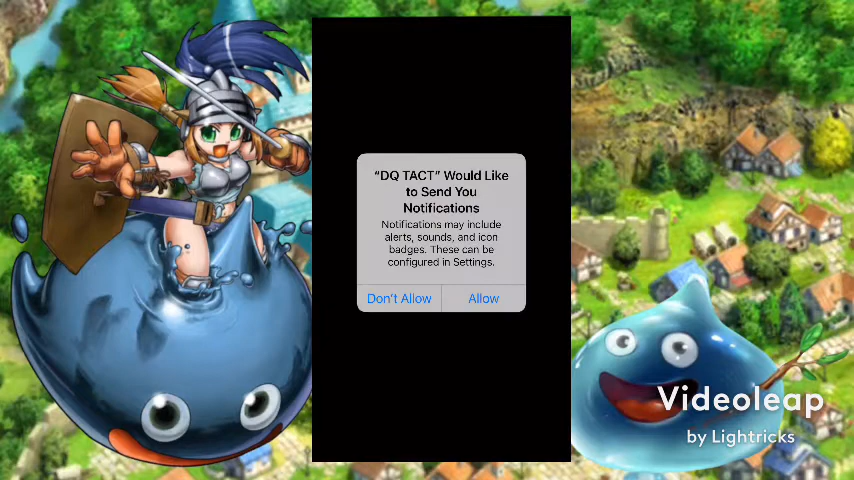 “DQ TACT” Would Like
to Send You
Notifications
Notifications may include
alerts, sounds, and icon
badges. These can be
configured in Settings.
Don’t Allow
Allow
Videoleap
by Lightricks